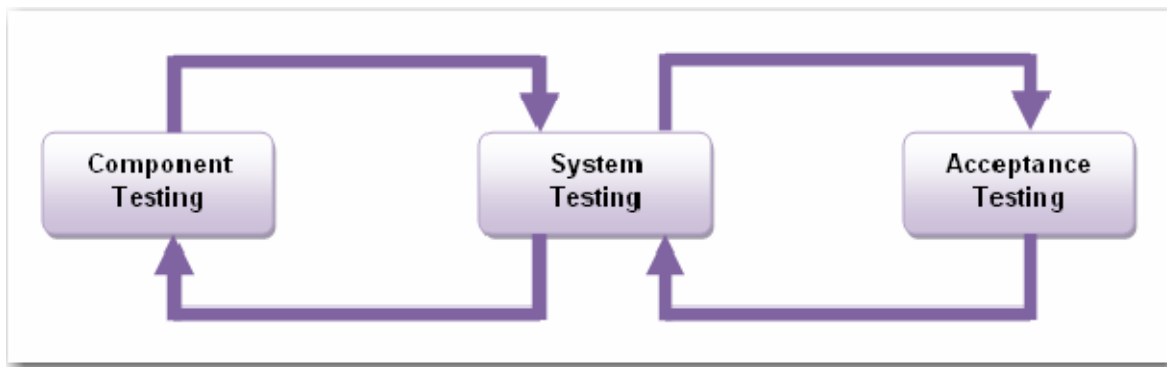 Component
Testing
System
Testing
Acceptance
Testing